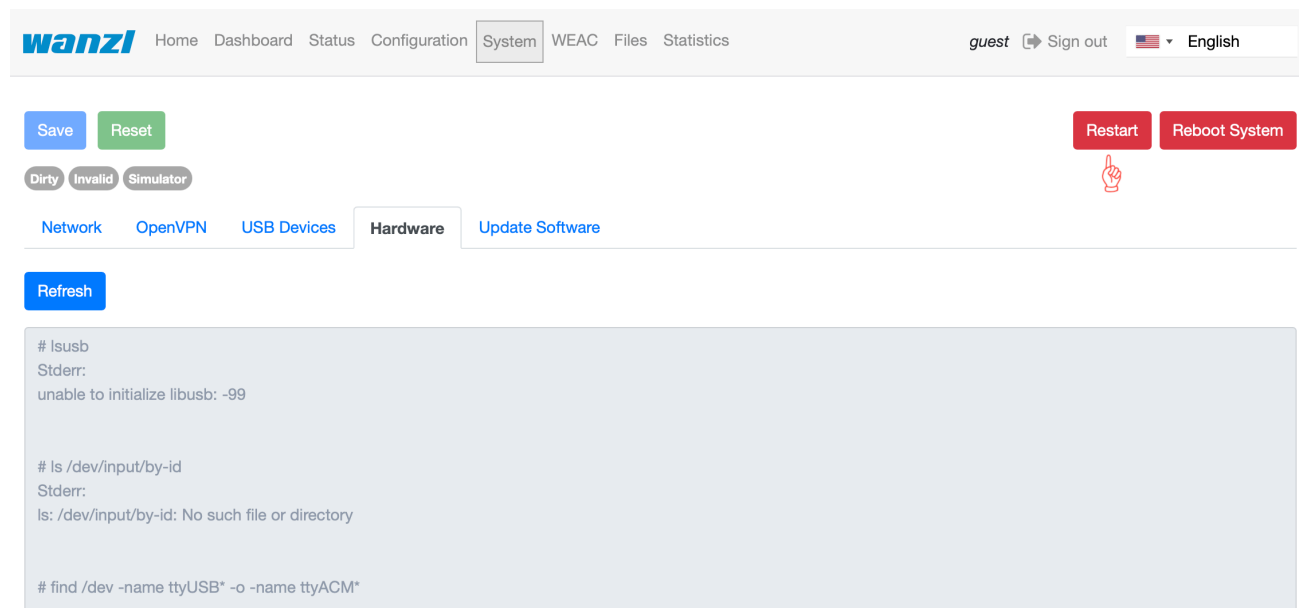 wanzl Home Dashboard Status Configuration System WEAC Files Statistics guest Sign out English
Save Reset Restart Reboot System
Dirty Invalid Simulator
Network OpenVPN USB Devices Hardware Update Software
Refresh
# lsusb
Stderr:
unable to initialize libusb: -99
# ls /dev/input/by-id
Stderr:
ls: /dev/input/by-id: No such file or directory
# find /dev -name ttyUSB* -o -name ttyACM*